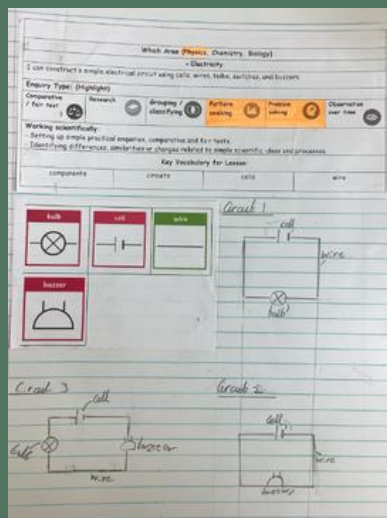 Which Area (Physics, Chemistry, Biology)
- Electricity
I can construct a simple electrical circuit using cells, wires, bulbs, switches, and buzzers.
Enquiry Type: (Highlight)
Comparative / fair test
Research
Grouping / classifying
Pattern seeking
Problem solving
Observation over time
Working scientifically:
- Setting up simple practical enquiries, comparative and fair tests.
- Identifying differences, similarities or changes related to simple scientific ideas and processes.
Key Vocabulary for Lesson:
components circuits cells wire
bulb
cell
wire
buzzer
Circuit 1
cell
wire
bulb
Circuit 3
cell
buzzer
wire
Circuit 2
cell
wire
buzzer